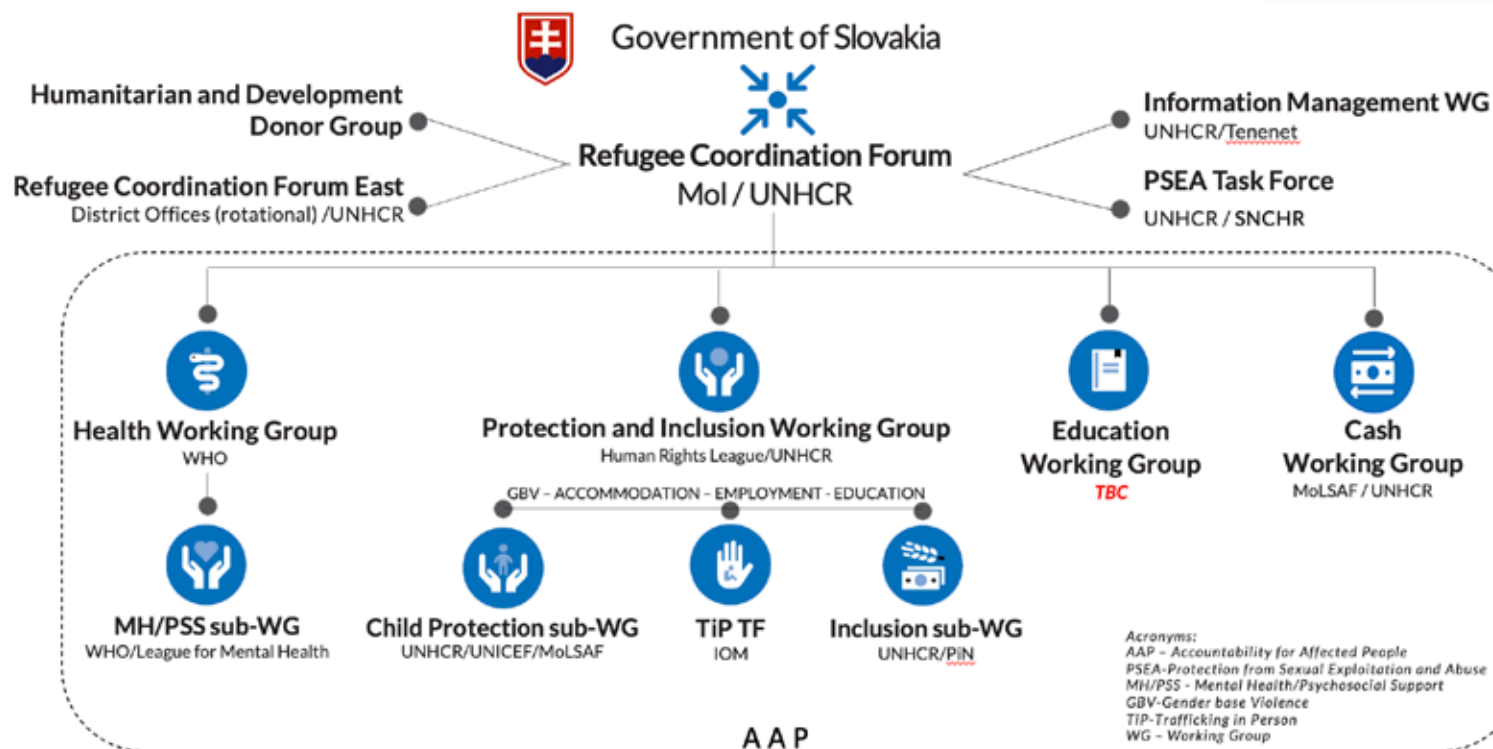 Government of Slovakia
Humanitarian and Development
Donor Group
Refugee Coordination Forum East
District Offices (rotational) /UNHCR
Refugee Coordination Forum
MoI / UNHCR
Information Management WG
UNHCR/Tenenet
PSEA Task Force
UNHCR / SNCHR
Health Working Group
WHO
Protection and Inclusion Working Group
Human Rights League/UNHCR
Education
Working Group
TBC
Cash
Working Group
MoLSAF / UNHCR
GBV – ACCOMMODATION – EMPLOYMENT - EDUCATION
MH/PSS sub-WG
WHO/League for Mental Health
Child Protection sub-WG
UNHCR/UNICEF/MoLSAF
TiP TF
IOM
Inclusion sub-WG
UNHCR/PiN
Acronyms:
AAP – Accountability for Affected People
PSEA-Protection from Sexual Exploitation and Abuse
MH/PSS - Mental Health/Psychosocial Support
GBV-Gender base Violence
TiP-Trafficking in Person
WG – Working Group
A A P